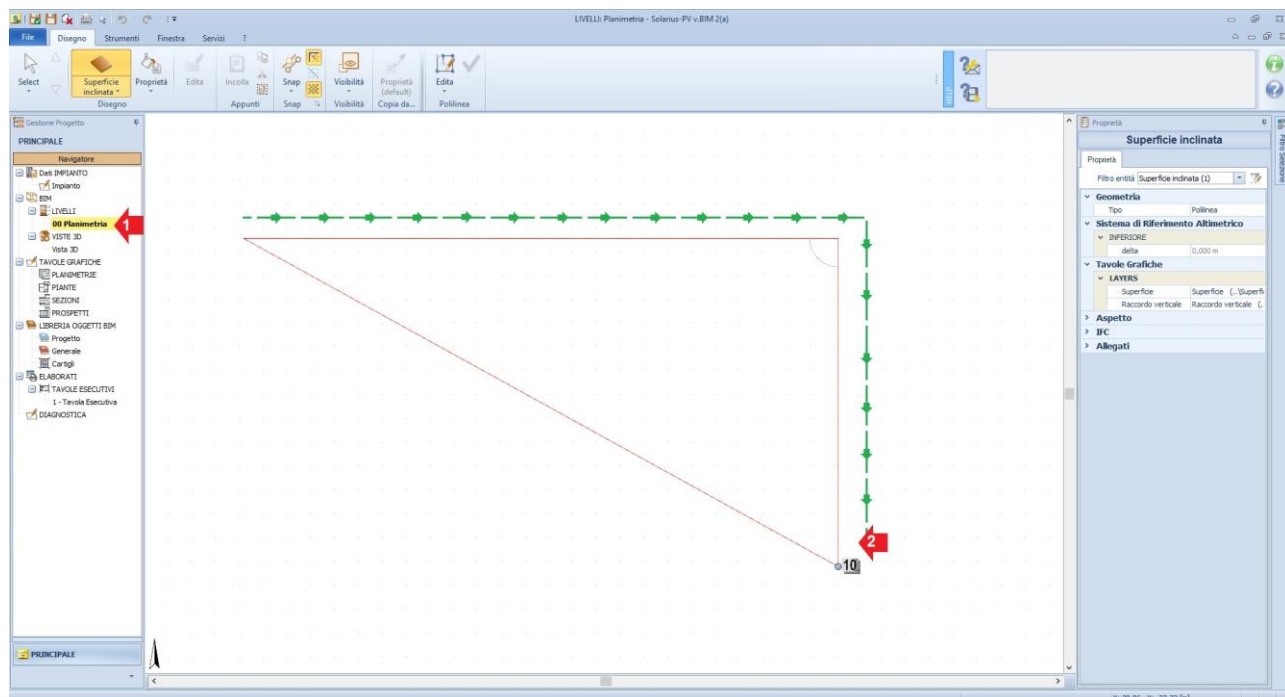 LIVELLI: Planimetria - Solarius-PV v.BIM 2(a)
File Disegno Strumenti Finestra Servizi ?
Select
Superficie inclinata
Proprietà
Edita
Incolla
Snap
Visibilità
Proprietà (default)
Edita
Disegno Appunti Snap Visibilità Copia da... Polilinea
HELP
Gestione Progetto
PRINCIPALE
Navigatore
Dati IMPIANTO
Impianto
BIM
LIVELLI
00 Planimetria
1
VISTE 3D
Vista 3D
TAVOLE GRAFICHE
PLANIMETRIE
PIANTE
SEZIONI
PROSPETTI
LIBRERIA OGGETTI BIM
Progetto
Generale
Cartigli
ELABORATI
TAVOLE ESECUTIVI
1 - Tavola Esecutiva
DIAGNOSTICA
PRINCIPALE
2
10
Proprietà
Superficie inclinata
Proprietà
Filtro entità Superficie inclinata (1)
Geometria
Tipo Polilinea
Sistema di Riferimento Altimetrico
INFERIORE
delta 0,000 m
Tavole Grafiche
LAYERS
Superficie Superficie (..\Superfi
Raccordo verticale Raccordo verticale (.
Aspetto
IFC
Allegati
Filtro Selezione